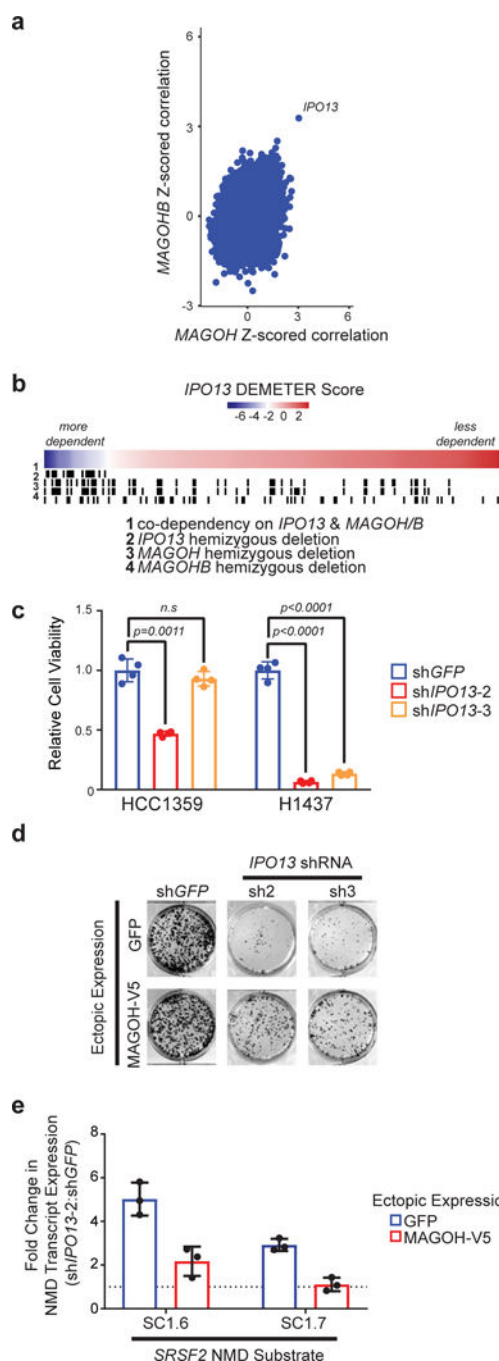 a
6
IPO13
3
0
-3
MAGOHB Z-scored correlation
0 3 6
MAGOH Z-scored correlation
b
IPO13 DEMETER Score
-6 -4 -2 0 2
more dependent
less dependent
1
2
3
4
1 co-dependency on IPO13 & MAGOH/B
2 IPO13 hemizygous deletion
3 MAGOH hemizygous deletion
4 MAGOHB hemizygous deletion
c
Relative Cell Viability
1.5
1.0
0.5
0
n.s
p=0.0011
p<0.0001
p<0.0001
shGFP
shIPO13-2
shIPO13-3
HCC1359 H1437
d
IPO13 shRNA
shGFP sh2 sh3
Ectopic Expression
GFP
MAGOH-V5
e
Fold Change in
NMD Transcript Expression
(shIPO13-2:shGFP)
8
6
4
2
0
Ectopic Expression
GFP
MAGOH-V5
SC1.6 SC1.7
SRSF2 NMD Substrate